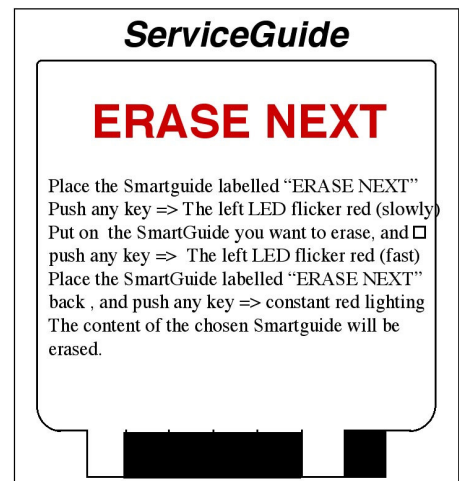 ServiceGuide
ERASE NEXT
Place the Smartguide labelled “ERASE NEXT”
Push any key => The left LED flicker red (slowly)
Put on the SmartGuide you want to erase, and □
push any key => The left LED flicker red (fast)
Place the SmartGuide labelled “ERASE NEXT”
back , and push any key => constant red lighting
The content of the chosen Smartguide will be
erased.